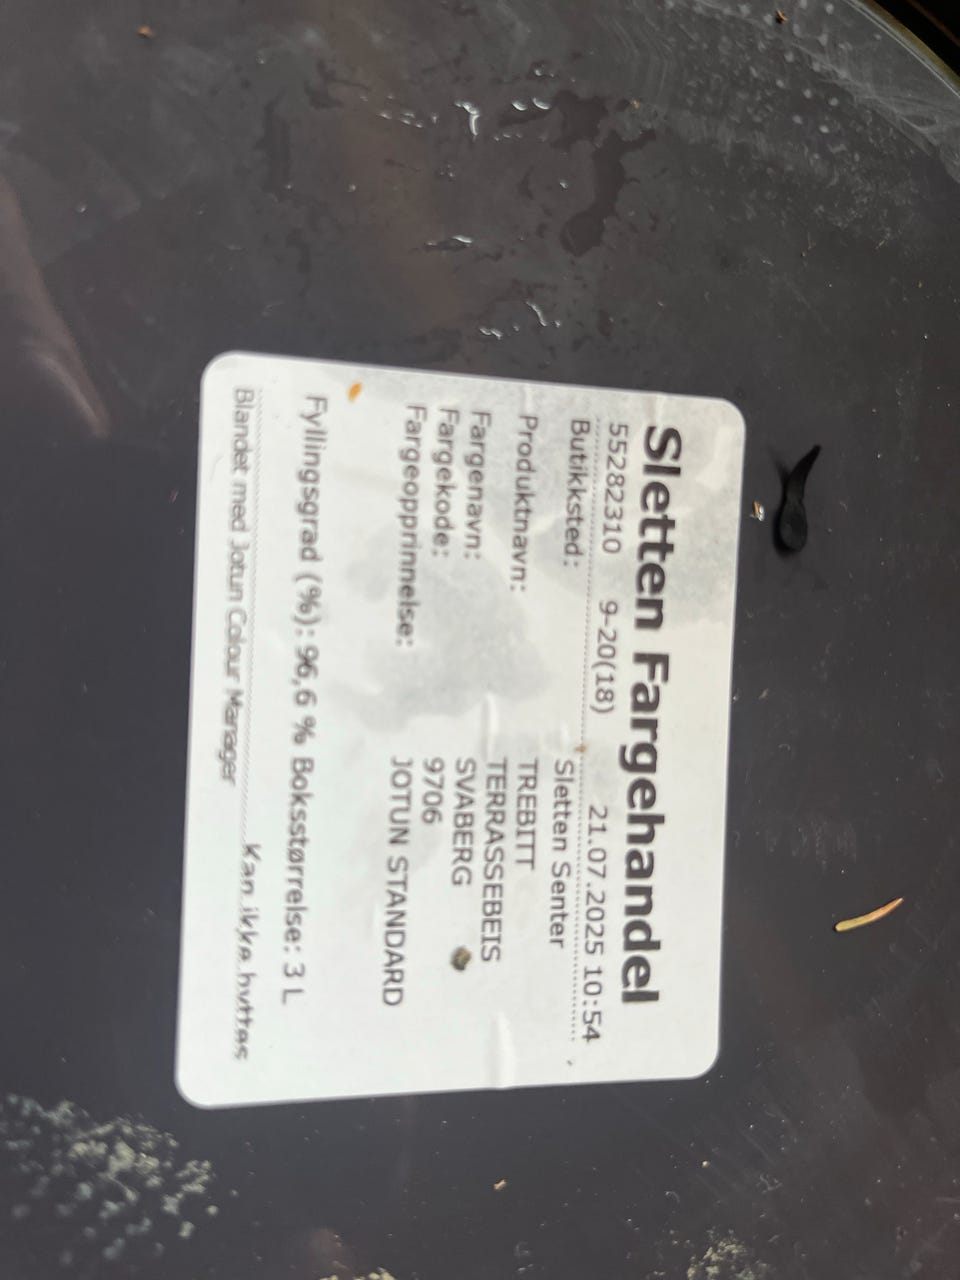 Sletten Fargehandel
55282310 9-20(18) 21.07.2025 10:54
Butikksted: Sletten Senter
Produktnavn: TREBITT
TERRASSEBEIS
Fargenavn: SVABERG
Fargekode: 9706
Fargeopprinnelse: JOTUN STANDARD
Fyllingsgrad (%): 96,6 % Boksstørrelse: 3 L
Kan ikke byttes
Blandet med Jotun Colour Manager